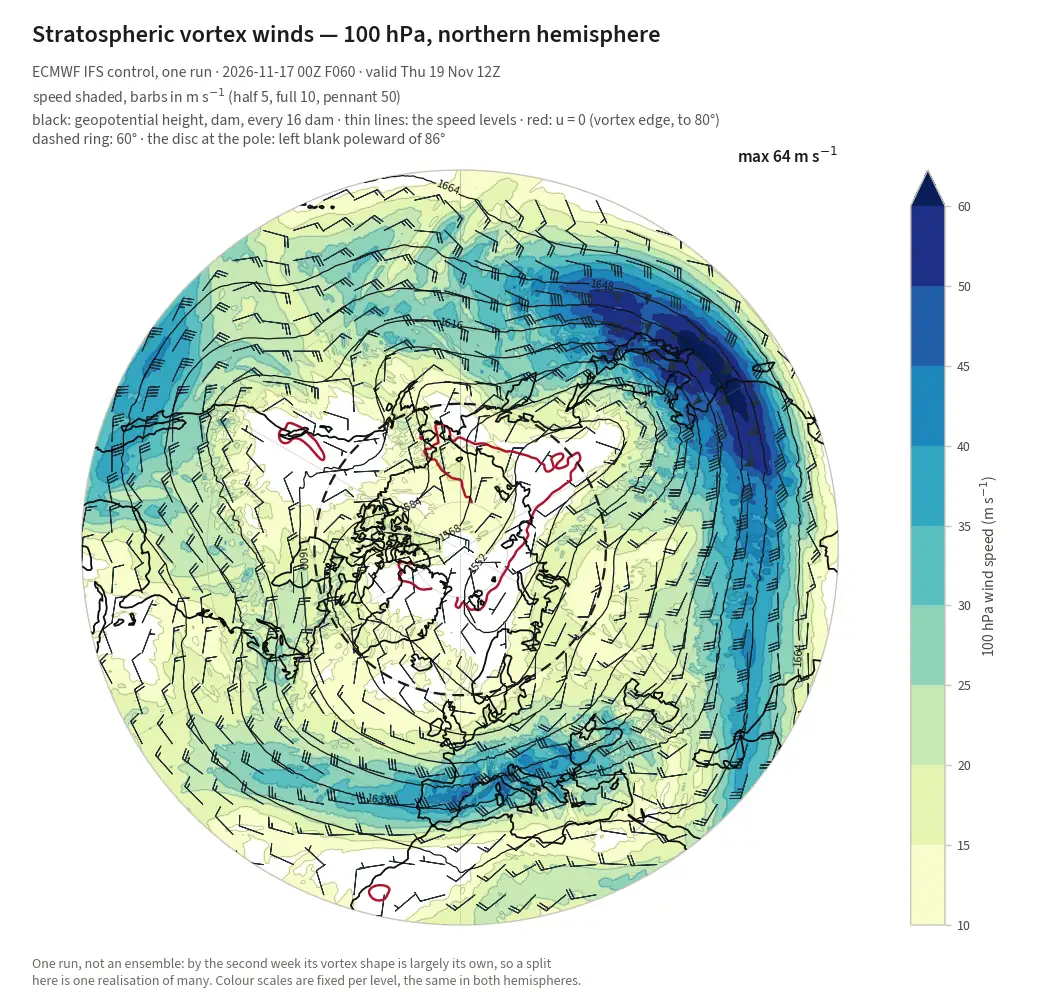 Stratospheric vortex winds — 100 hPa, northern hemisphere
ECMWF IFS control, one run · 2026-11-17 00Z F060 · valid Thu 19 Nov 12Z
speed shaded, barbs in m s⁻¹ (half 5, full 10, pennant 50)
black: geopotential height, dam, every 16 dam · thin lines: the speed levels · red: u = 0 (vortex edge, to 80°)
dashed ring: 60° · the disc at the pole: left blank poleward of 86°
max 64 m s⁻¹
1664
1648
1616
1568
1552
1600
1664
60
50
45
40
35
30
25
20
15
10
100 hPa wind speed (m s⁻¹)
One run, not an ensemble: by the second week its vortex shape is largely its own, so a split
here is one realisation of many. Colour scales are fixed per level, the same in both hemispheres.